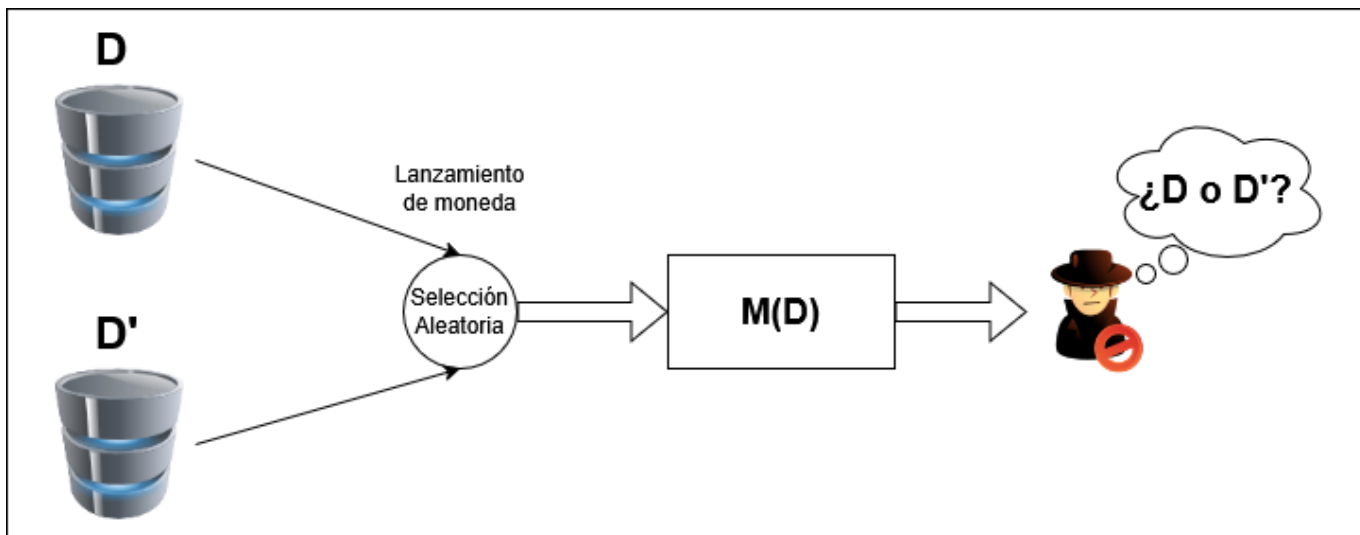 D
Lanzamiento
de moneda
¿D o D'?
Selección
Aleatoria
M(D)
D'